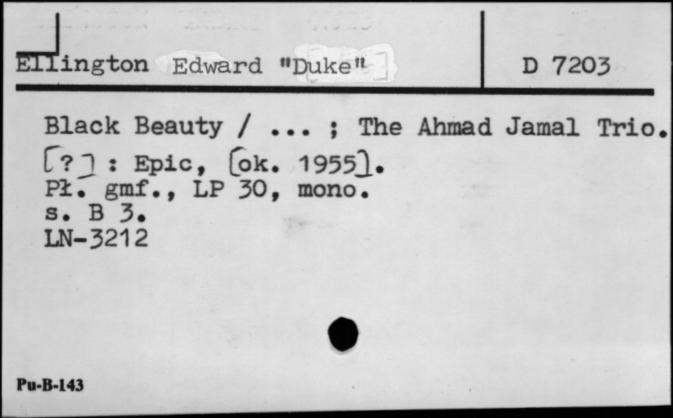 Ellington Edward "Duke" D 7203
Black Beauty / ... ; The Ahmad Jamal Trio.
[?] : Epic, [ok. 1955].
Pł. gmf., LP 30, mono.
s. B 3.
LN-3212
Pu-B-143